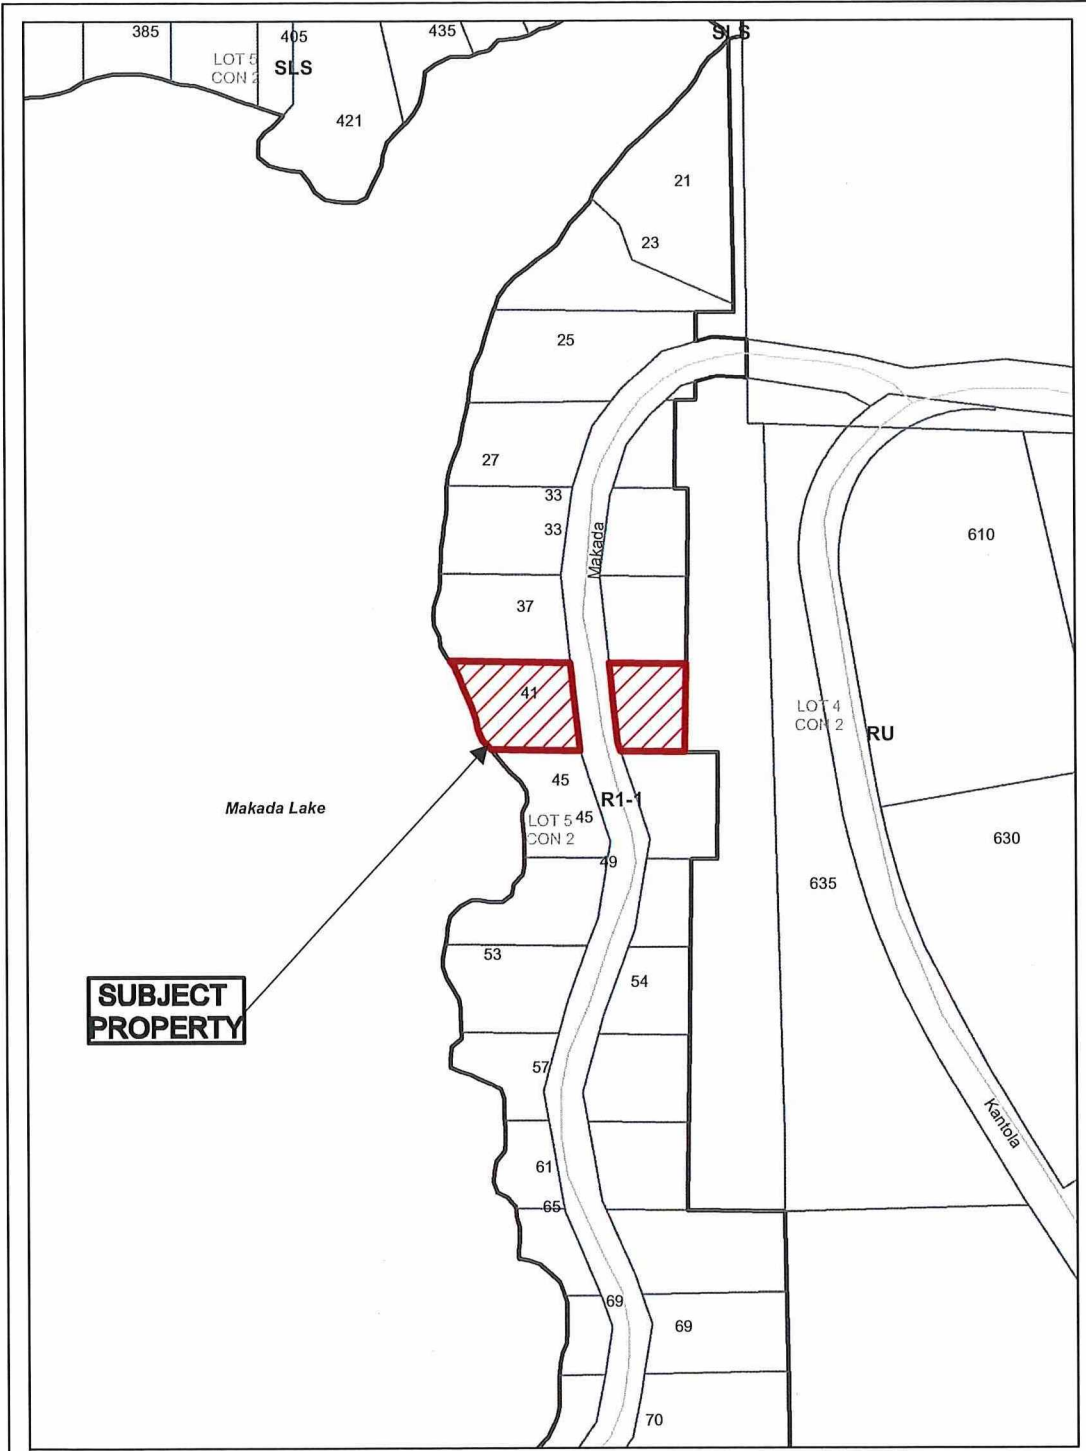 385
405
435
SLS
LOT 5
CON 2
SLS
421
21
23
25
27
33
33
Makada
610
37
41
LOT 4
CON 2
RU
45
R1-1
Makada Lake
LOT 5
CON 2
45
630
49
635
53
54
SUBJECT
PROPERTY
57
Kantola
61
65
69
69
70